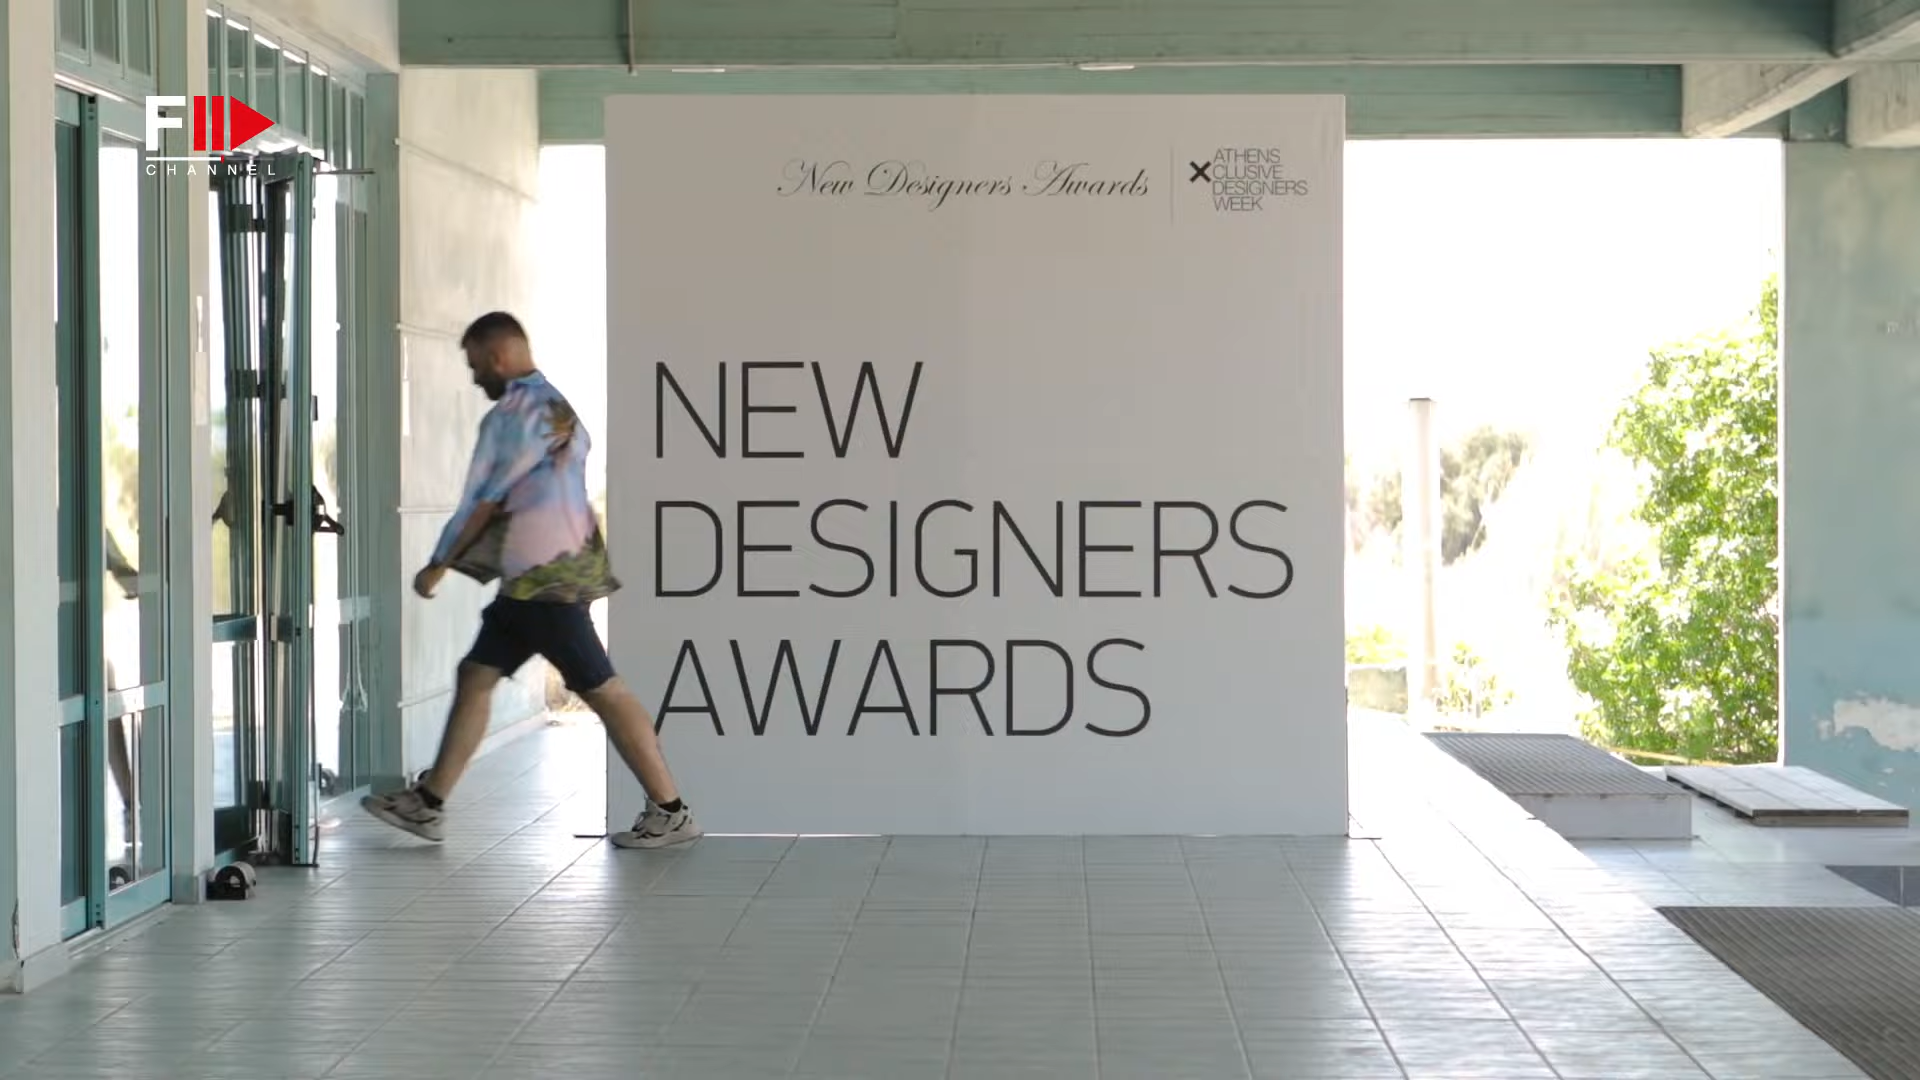 F
CHANNEL
New Designers Awards
ATHENS
XCLUSIVE
DESIGNERS
WEEK
NEW
DESIGNERS
AWARDS